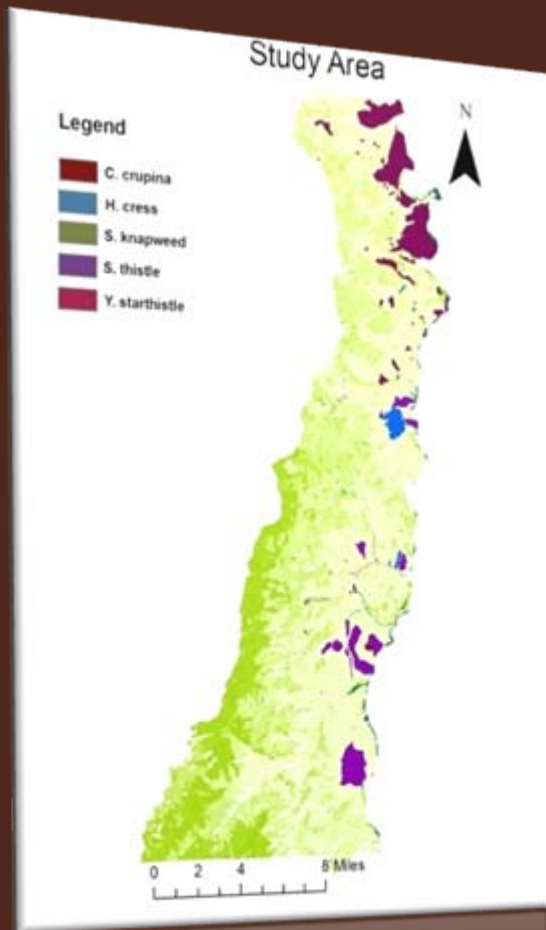 Study Area
N
Legend
C. crupina
H. cress
S. knapweed
S. thistle
Y. starthistle
0 2 4 8 Miles